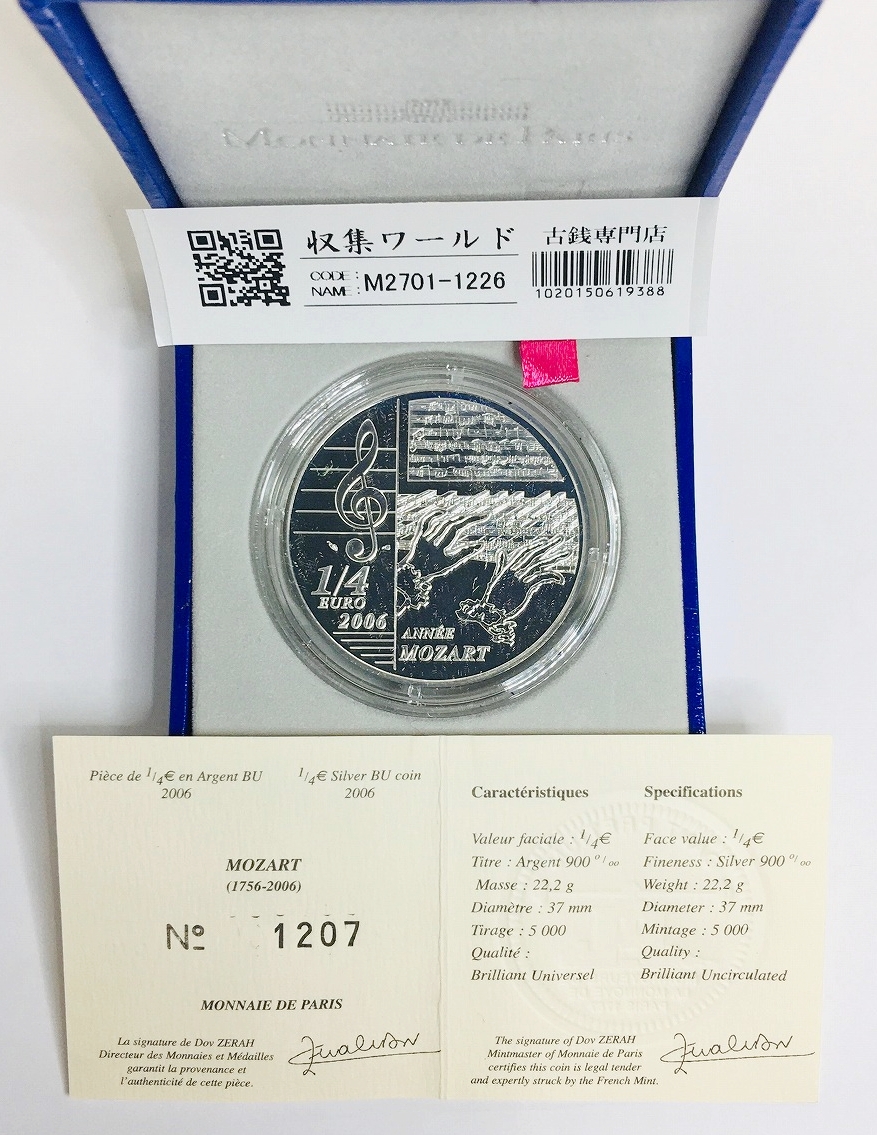 収集ワールド 古銭専門店
CODE:
NAME: M2701-1226
1020150619388
1/4
EURO
2006
ANNÉE
MOZART
Pièce de 1/4€ en Argent BU
2006
1/4€ Silver BU coin
2006
MOZART
(1756-2006)
Nº 1207
MONNAIE DE PARIS
La signature de Dov ZERAH
Directeur des Monnaies et Médailles
garantit la provenance et
l'authenticité de cette pièce.
Caractéristiques
Valeur faciale : 1/4€
Titre : Argent 900 o/oo
Masse : 22,2 g
Diamètre : 37 mm
Tirage : 5 000
Qualité :
Brilliant Universel
Specifications
Face value : 1/4€
Fineness : Silver 900 o/oo
Weight : 22,2 g
Diameter : 37 mm
Mintage : 5 000
Quality :
Brilliant Uncirculated
The signature of Dov ZERAH
Mintmaster of Monnaie de Paris
certifies this coin is legal tender
and expertly struck by the French Mint.